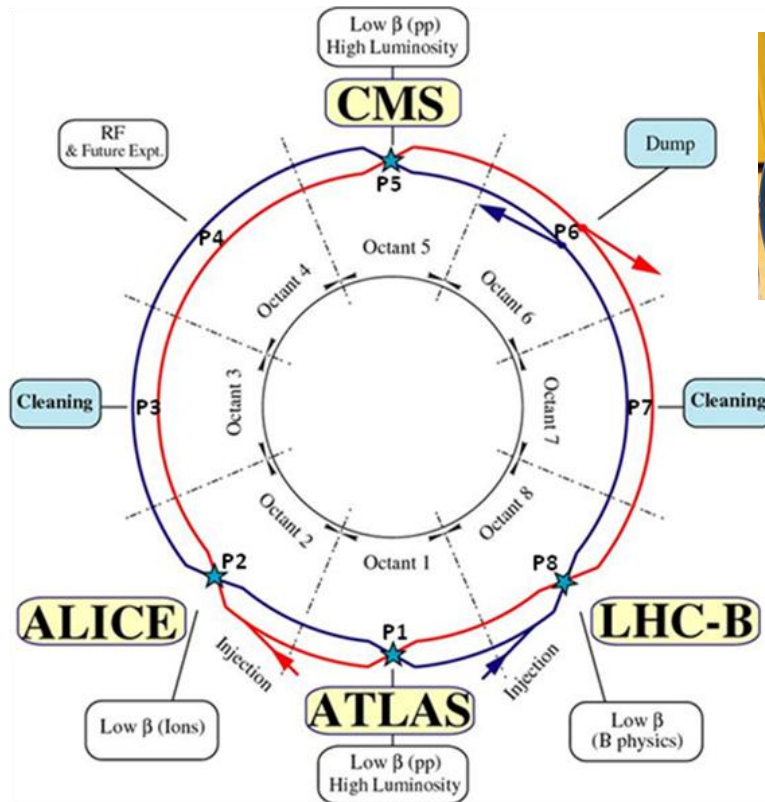 Low β (pp)
High Luminosity
CMS
RF
& Future Expt.
Dump
P5
P4
P6
Octant 5
Octant 4
Octant 6
Cleaning
P3
Octant 3
Octant 7
P7
Cleaning
Octant 2
Octant 8
P2
Octant 1
P8
ALICE
P1
LHC-B
Injection
Injection
ATLAS
Low β (Ions)
Low β
(B physics)
Low β (pp)
High Luminosity